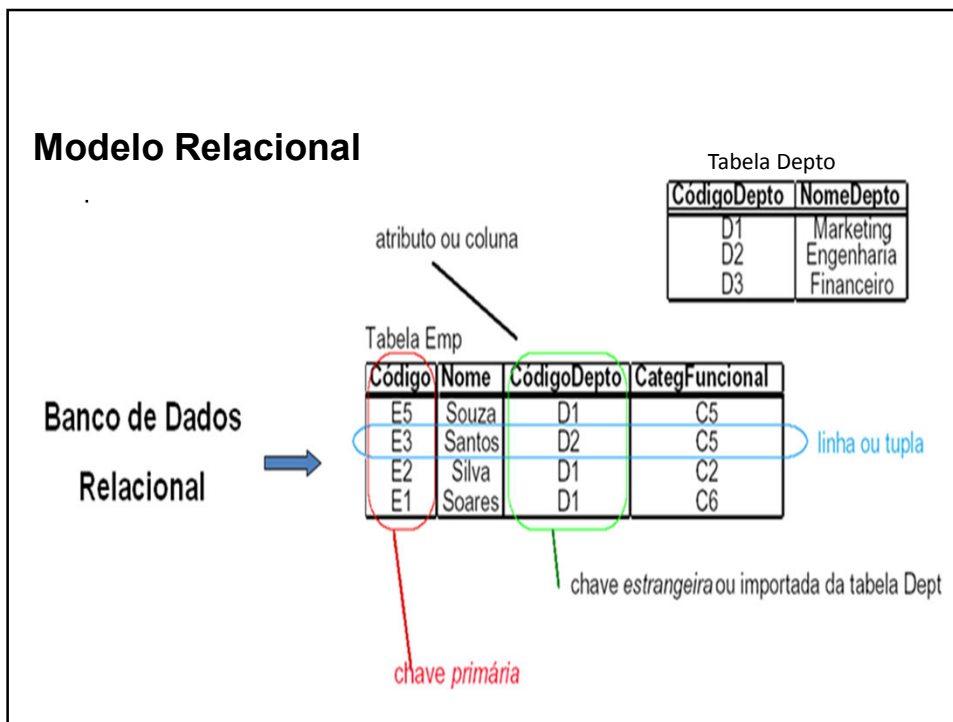 Modelo Relacional
.
Tabela Depto
CódigoDepto NomeDepto
D1 Marketing
D2 Engenharia
D3 Financeiro
atributo ou coluna
Tabela Emp
Código Nome CódigoDepto CategFuncional
E5 Souza D1 C5
E3 Santos D2 C5
E2 Silva D1 C2
E1 Soares D1 C6
linha ou tupla
Banco de Dados
Relacional
chave estrangeira ou importada da tabela Dept
chave primária